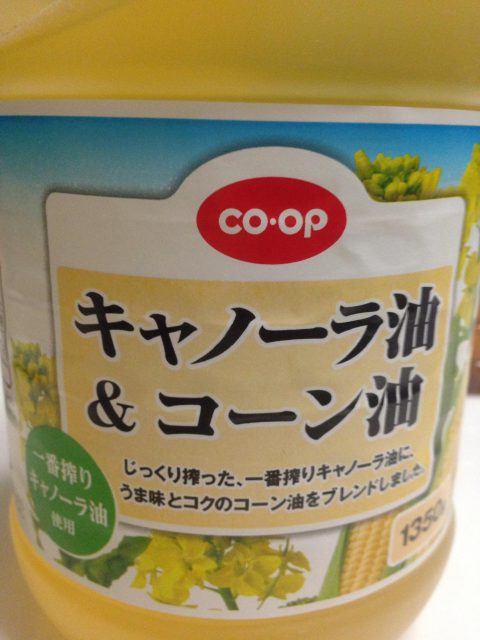 CO·OP
キャノーラ油
&コーン油
じっくり搾った、一番搾りキャノーラ油に、
うま味とコクのコーン油をブレンドしました。
一番搾り
キャノーラ油
使用
1350